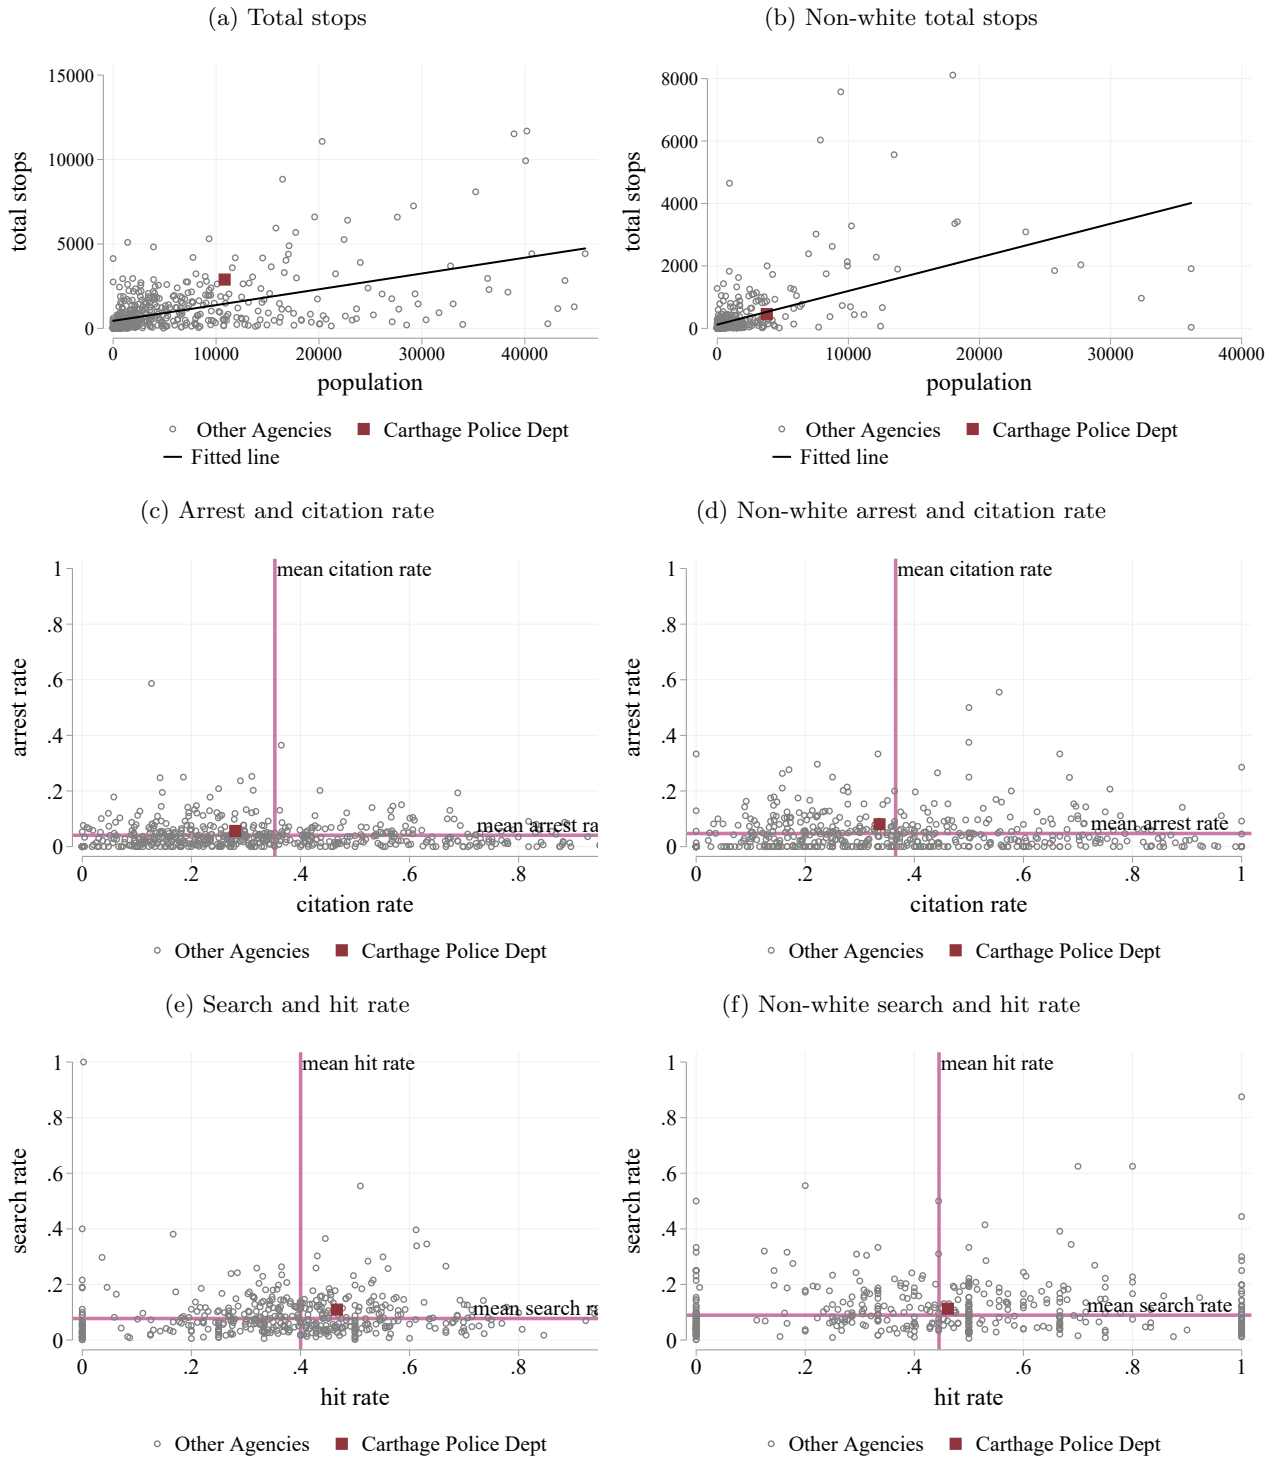 (a) Total stops
(b) Non-white total stops
total stops
15000
10000
5000
0
0
10000
20000
30000
40000
population
Other Agencies
Carthage Police Dept
Fitted line
total stops
8000
6000
4000
2000
0
0
10000
20000
30000
40000
population
Other Agencies
Carthage Police Dept
Fitted line
(c) Arrest and citation rate
(d) Non-white arrest and citation rate
arrest rate
1
.8
.6
.4
.2
0
mean citation rate
mean arrest ra
0
.2
.4
.6
.8
citation rate
Other Agencies
Carthage Police Dept
arrest rate
1
.8
.6
.4
.2
0
mean citation rate
mean arrest rate
0
.2
.4
.6
.8
1
citation rate
Other Agencies
Carthage Police Dept
(e) Search and hit rate
(f) Non-white search and hit rate
search rate
1
.8
.6
.4
.2
0
mean hit rate
mean search ra
0
.2
.4
.6
.8
hit rate
Other Agencies
Carthage Police Dept
search rate
1
.8
.6
.4
.2
0
mean hit rate
mean search rate
0
.2
.4
.6
.8
1
hit rate
Other Agencies
Carthage Police Dept